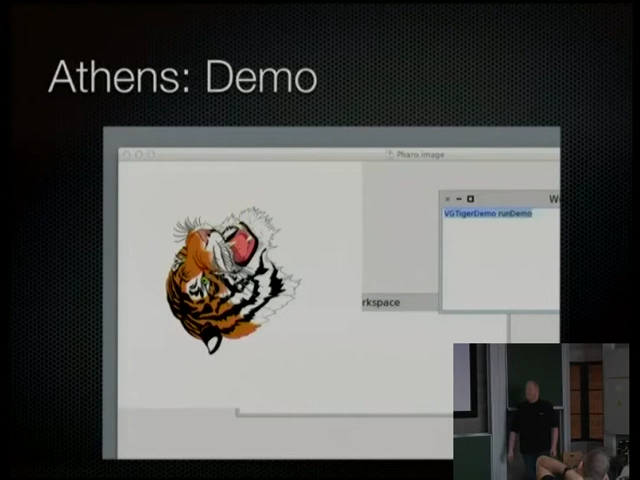 Athens: Demo
Pharo.image
W
VGTigerDemo runDemo
rkspace